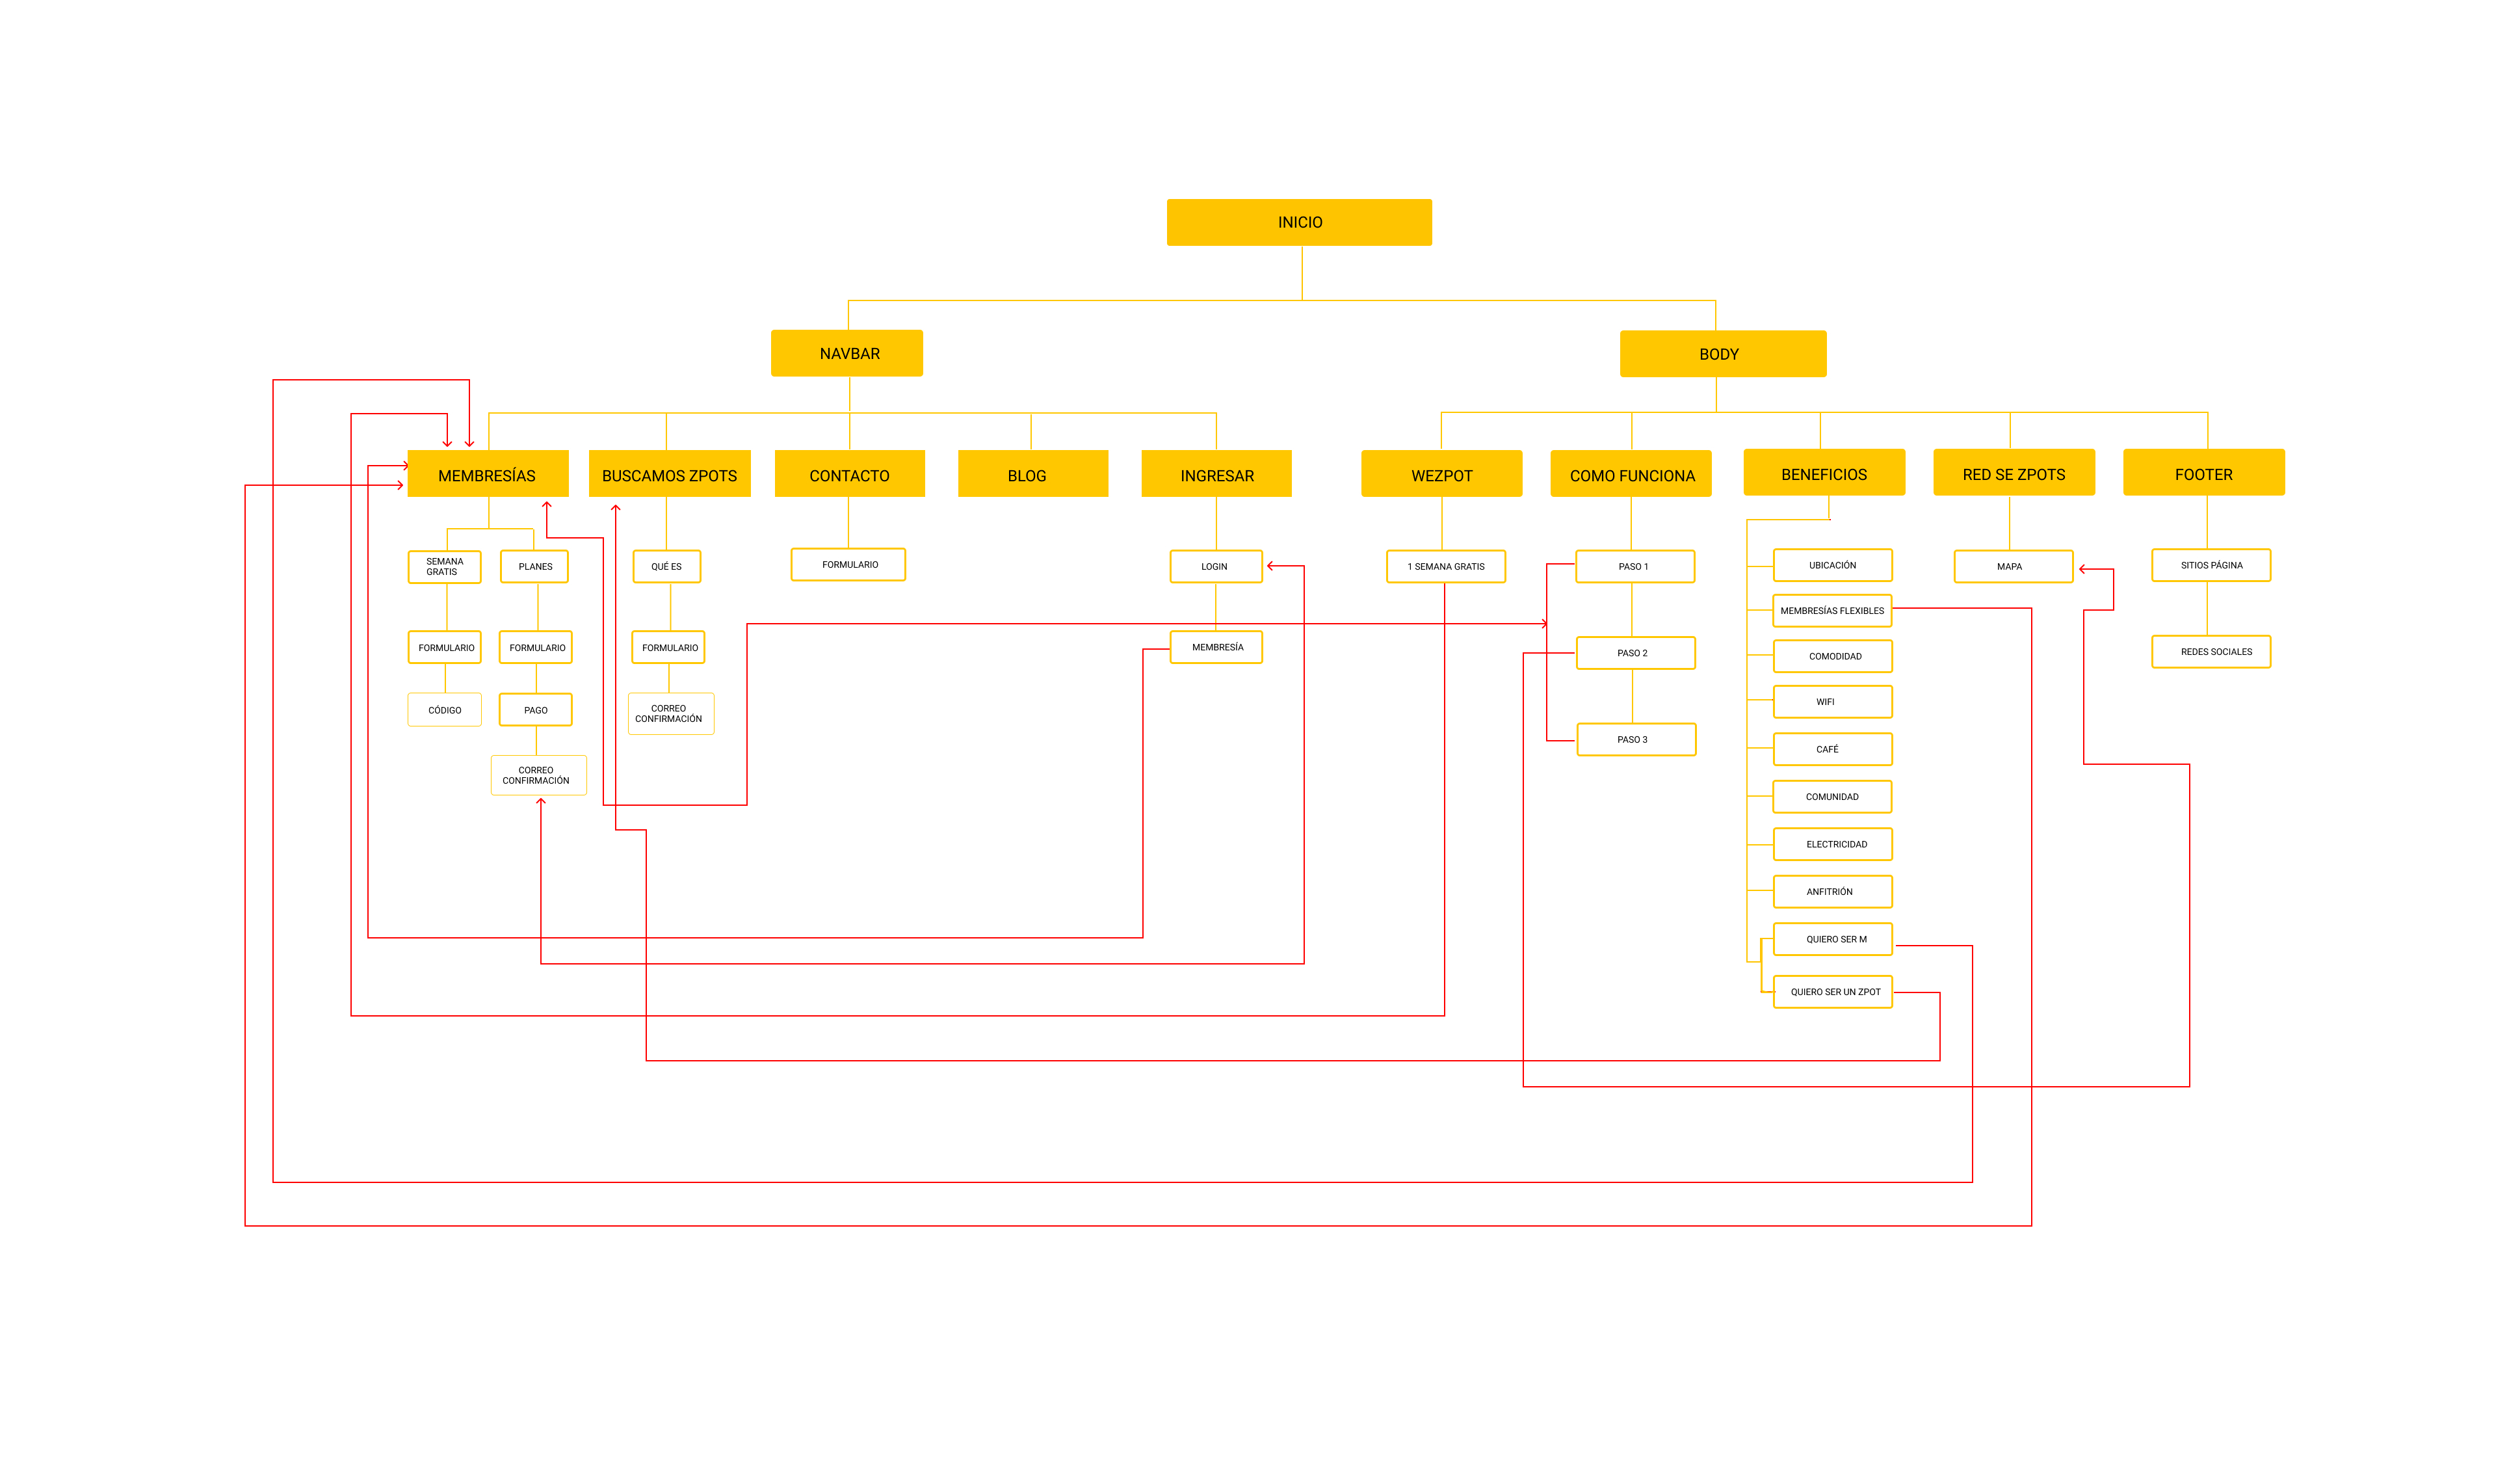 INICIO
NAVBAR
BODY
MEMBRESÍAS
BUSCAMOS ZPOTS
CONTACTO
BLOG
INGRESAR
WEZPOT
COMO FUNCIONA
BENEFICIOS
RED SE ZPOTS
FOOTER
SEMANA
GRATIS
PLANES
QUÉ ES
FORMULARIO
LOGIN
1 SEMANA GRATIS
PASO 1
UBICACIÓN
MAPA
SITIOS PÁGINA
MEMBRESÍAS FLEXIBLES
FORMULARIO
FORMULARIO
FORMULARIO
MEMBRESÍA
PASO 2
COMODIDAD
REDES SOCIALES
CÓDIGO
PAGO
CORREO
CONFIRMACIÓN
WIFI
PASO 3
CAFÉ
CORREO
CONFIRMACIÓN
COMUNIDAD
ELECTRICIDAD
ANFITRIÓN
QUIERO SER M
QUIERO SER UN ZPOT